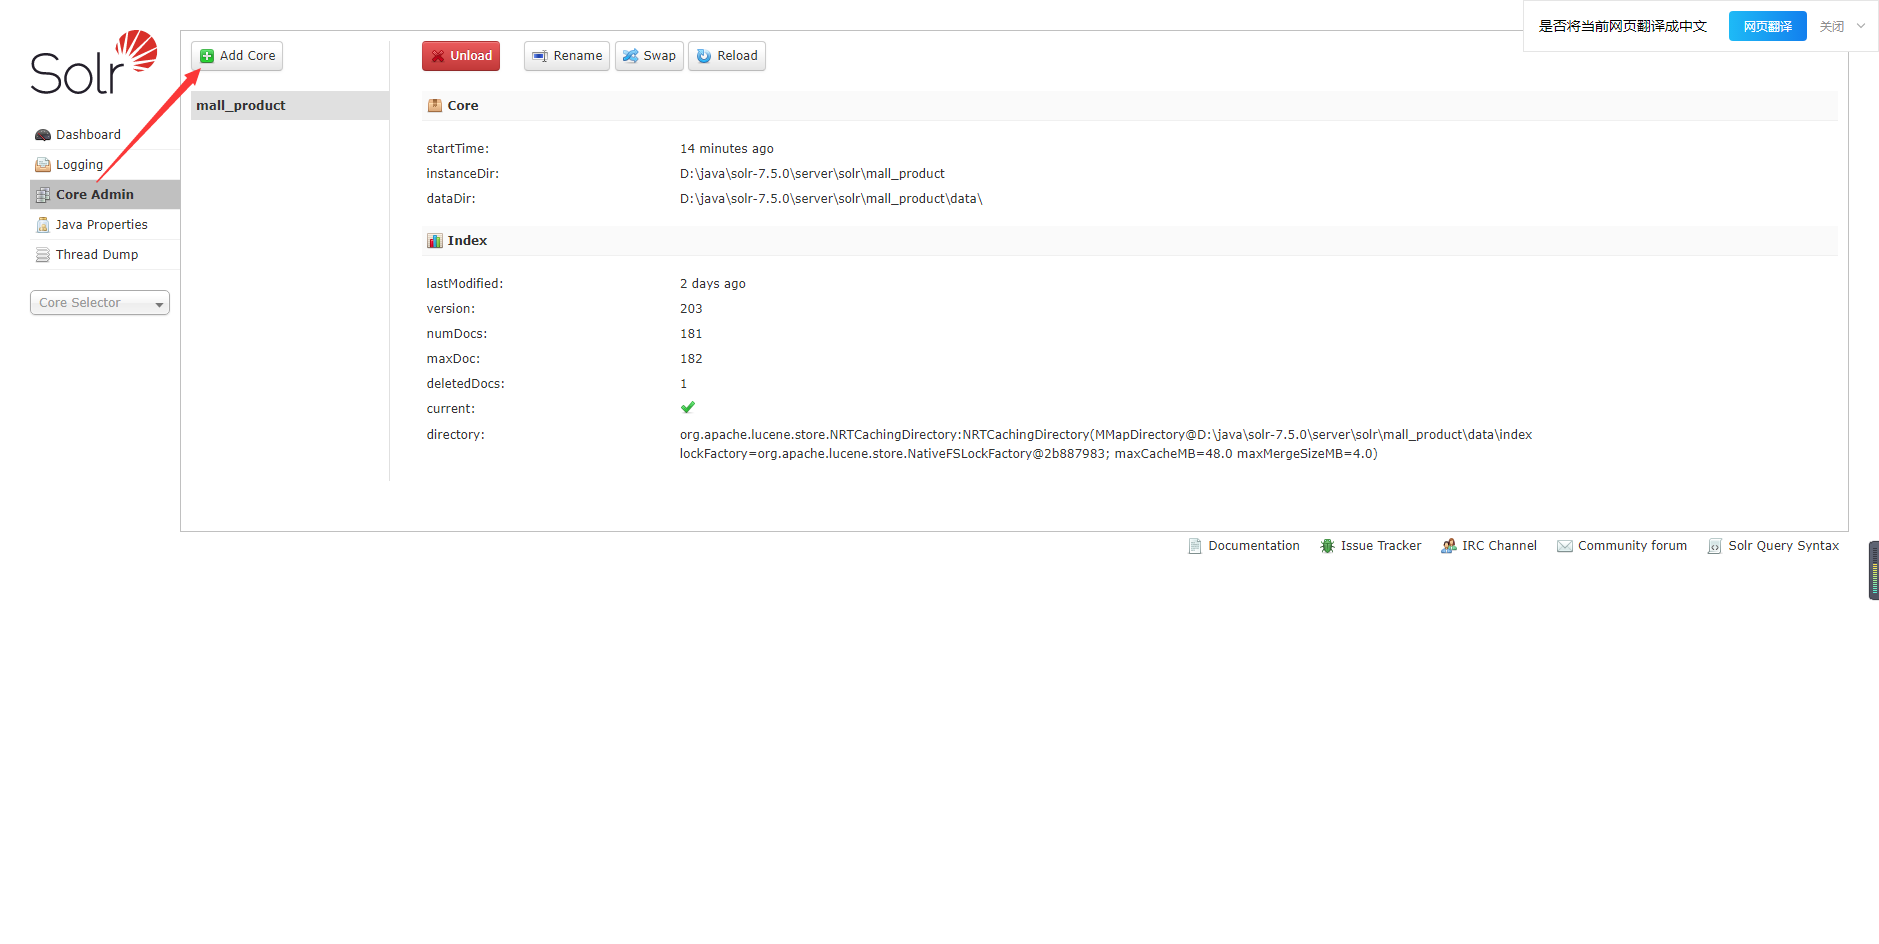 是否将当前网页翻译成中文 网页翻译 关闭
Solr
Add Core
Unload Rename Swap Reload
mall_product
Dashboard
Logging
Core Admin
Java Properties
Thread Dump
Core Selector
Core
startTime: 14 minutes ago
instanceDir: D:\java\solr-7.5.0\server\solr\mall_product
dataDir: D:\java\solr-7.5.0\server\solr\mall_product\data\
Index
lastModified: 2 days ago
version: 203
numDocs: 181
maxDoc: 182
deletedDocs: 1
current:
directory: org.apache.lucene.store.NRTCachingDirectory:NRTCachingDirectory(MMapDirectory@D:\java\solr-7.5.0\server\solr\mall_product\data\index
lockFactory=org.apache.lucene.store.NativeFSLockFactory@2b887983; maxCacheMB=48.0 maxMergeSizeMB=4.0)
Documentation Issue Tracker IRC Channel Community forum Solr Query Syntax